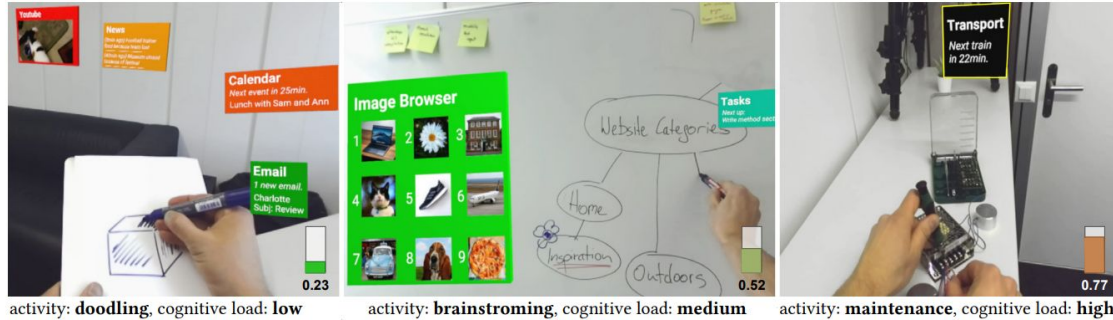 Youtube
News
Calendar
Next event in 25min.
Lunch with Sam and Ann
Email
1 new email.
Charlotte
Subj: Review
0.23
activity: doodling, cognitive load: low
Image Browser
1 2 3
4 5 6
7 8 9
Website Categories
Home
Inspiration
Outdoors
Tasks
Next up:
Write method sect
0.52
activity: brainstroming, cognitive load: medium
Transport
Next train
in 22min.
0.77
activity: maintenance, cognitive load: high